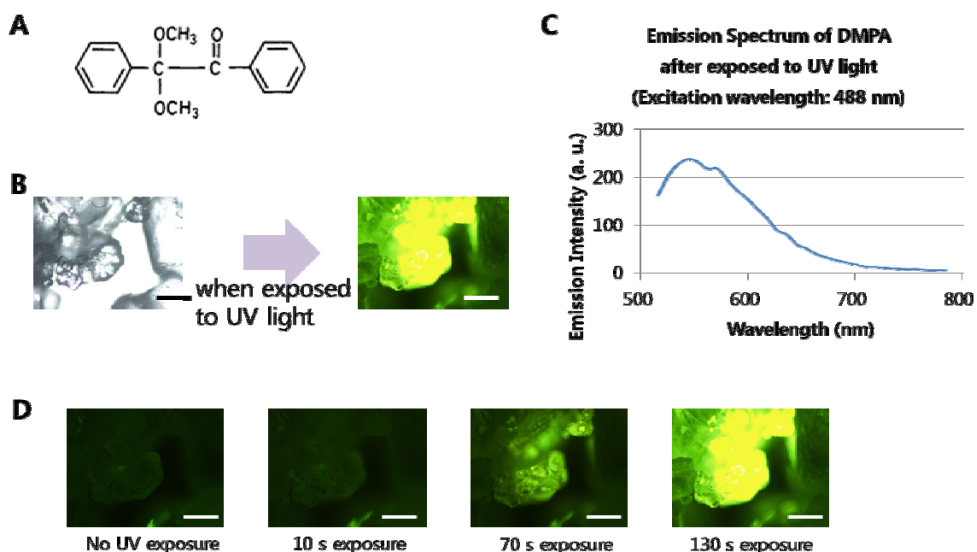 A
OCH3
O
C
C
OCH3
B
when exposed
to UV light
C
Emission Spectrum of DMPA
after exposed to UV light
(Excitation wavelength: 488 nm)
Emission Intensity (a. u.)
300
200
100
0
500
600
700
800
Wavelength (nm)
D
No UV exposure
10 s exposure
70 s exposure
130 s exposure